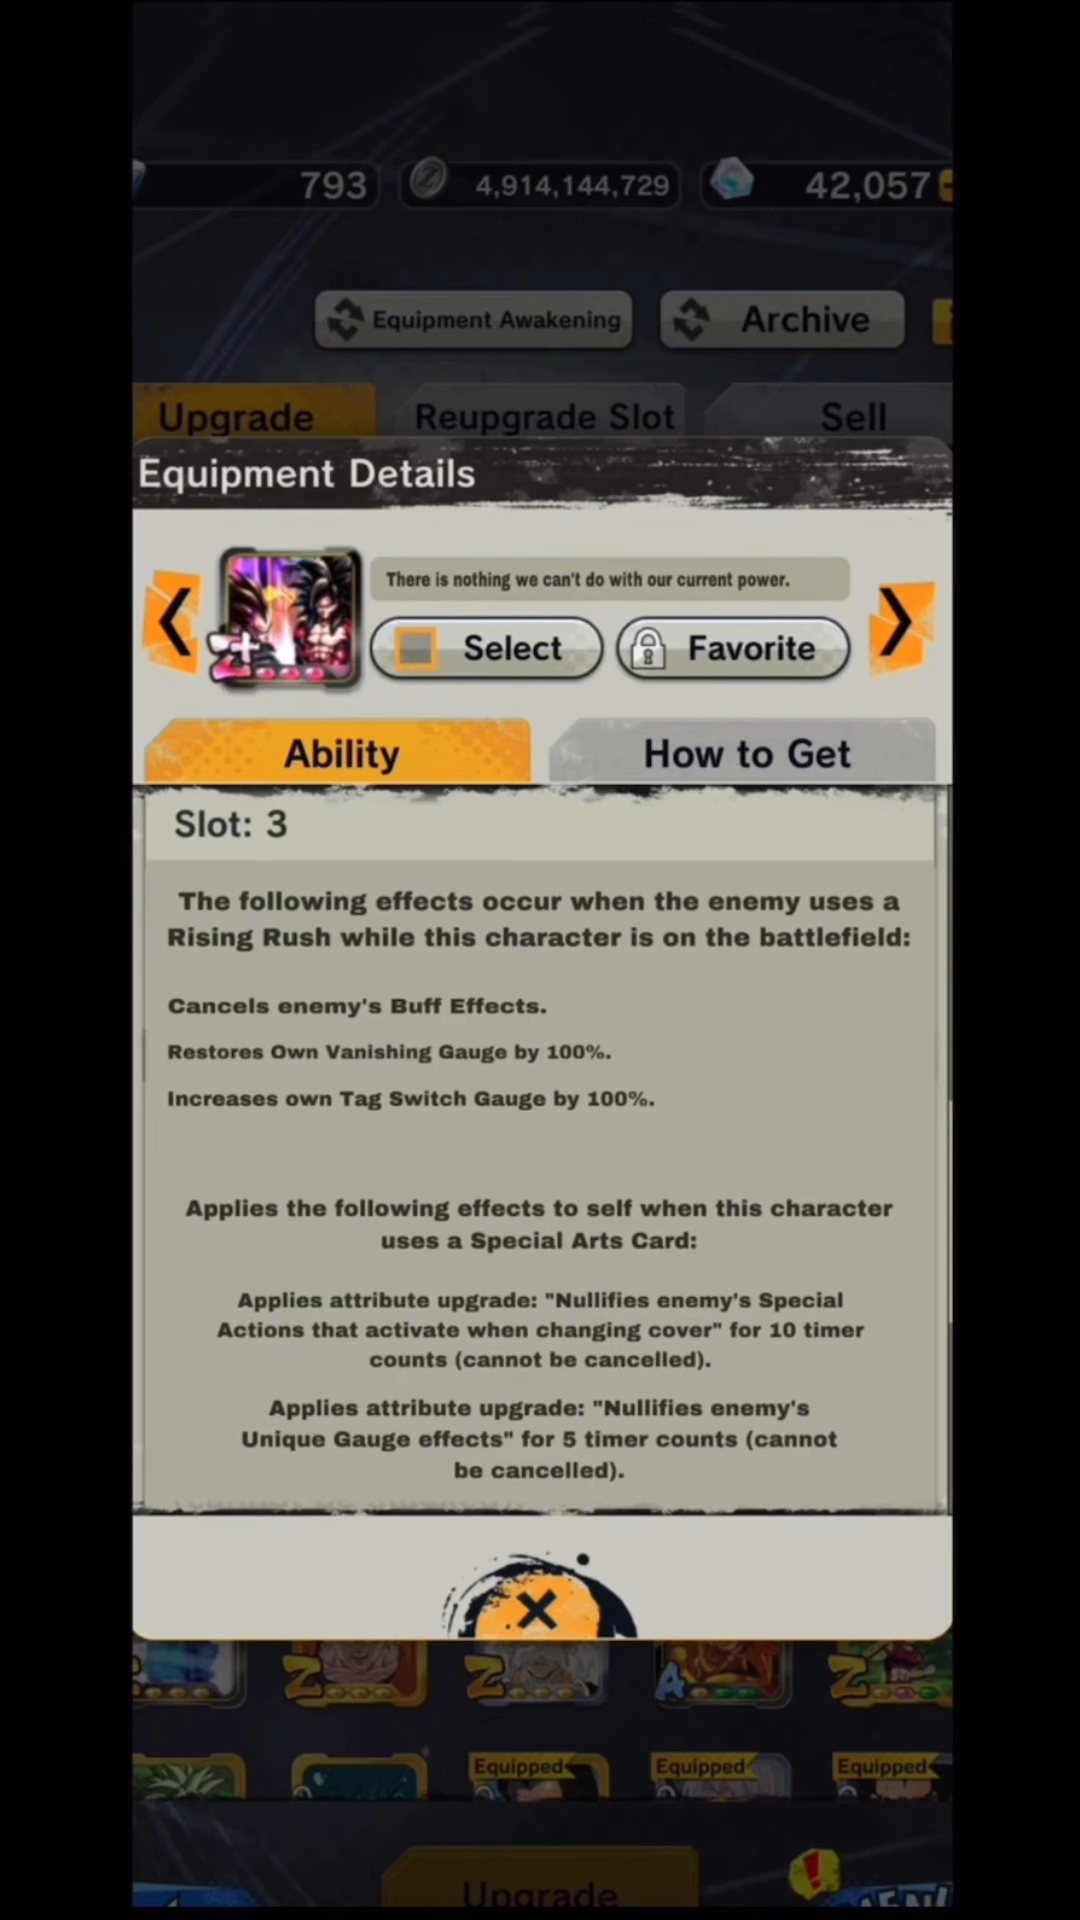 793
4,914,144,729
42,057
Equipment Awakening
Archive
Upgrade
Reupgrade Slot
Sell
Equipment Details
There is nothing we can't do with our current power.
Select
Favorite
Z+
Ability
How to Get
Slot: 3
The following effects occur when the enemy uses a
Rising Rush while this character is on the battlefield:
Cancels enemy's Buff Effects.
Restores Own Vanishing Gauge by 100%.
Increases own Tag Switch Gauge by 100%.
Applies the following effects to self when this character
uses a Special Arts Card:
Applies attribute upgrade: "Nullifies enemy's Special
Actions that activate when changing cover" for 10 timer
counts (cannot be cancelled).
Applies attribute upgrade: "Nullifies enemy's
Unique Gauge effects" for 5 timer counts (cannot
be cancelled).
Z
Z
A
Z
Equipped
Equipped
Equipped
Upgrade